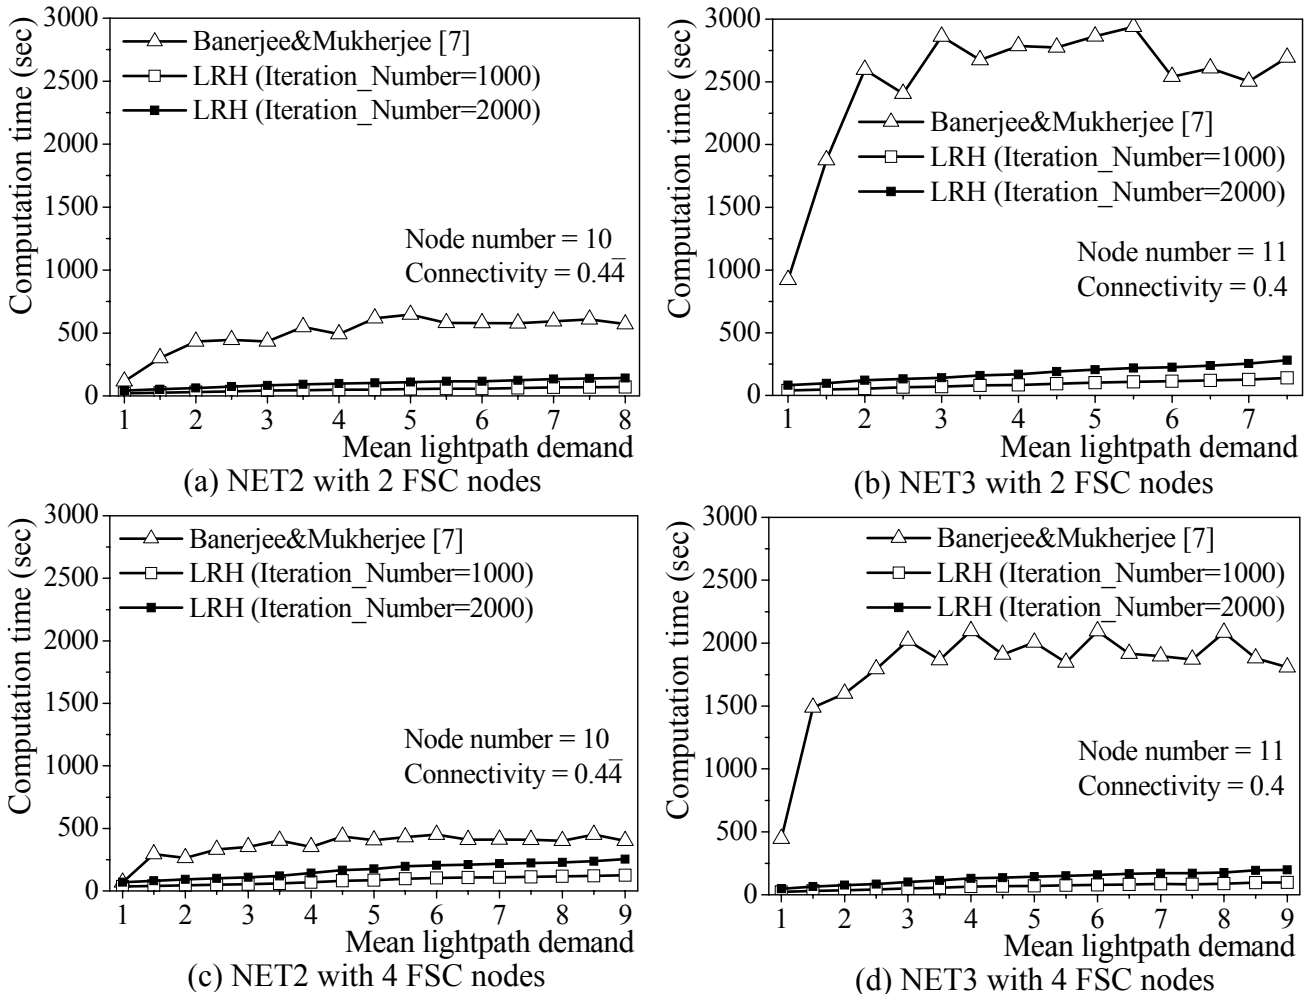 3000
2500
2000
1500
1000
500
0
Computation time (sec)
Banerjee&Mukherjee [7]
LRH (Iteration_Number=1000)
LRH (Iteration_Number=2000)
Node number = 10
Connectivity = 0.44̅
1 2 3 4 5 6 7 8
Mean lightpath demand
(a) NET2 with 2 FSC nodes
3000
2500
2000
1500
1000
500
0
Computation time (sec)
Banerjee&Mukherjee [7]
LRH (Iteration_Number=1000)
LRH (Iteration_Number=2000)
Node number = 11
Connectivity = 0.4
1 2 3 4 5 6 7
Mean lightpath demand
(b) NET3 with 2 FSC nodes
3000
2500
2000
1500
1000
500
0
Computation time (sec)
Banerjee&Mukherjee [7]
LRH (Iteration_Number=1000)
LRH (Iteration_Number=2000)
Node number = 10
Connectivity = 0.44̅
1 2 3 4 5 6 7 8 9
Mean lightpath demand
(c) NET2 with 4 FSC nodes
3000
2500
2000
1500
1000
500
0
Computation time (sec)
Banerjee&Mukherjee [7]
LRH (Iteration_Number=1000)
LRH (Iteration_Number=2000)
Node number = 11
Connectivity = 0.4
1 2 3 4 5 6 7 8 9
Mean lightpath demand
(d) NET3 with 4 FSC nodes